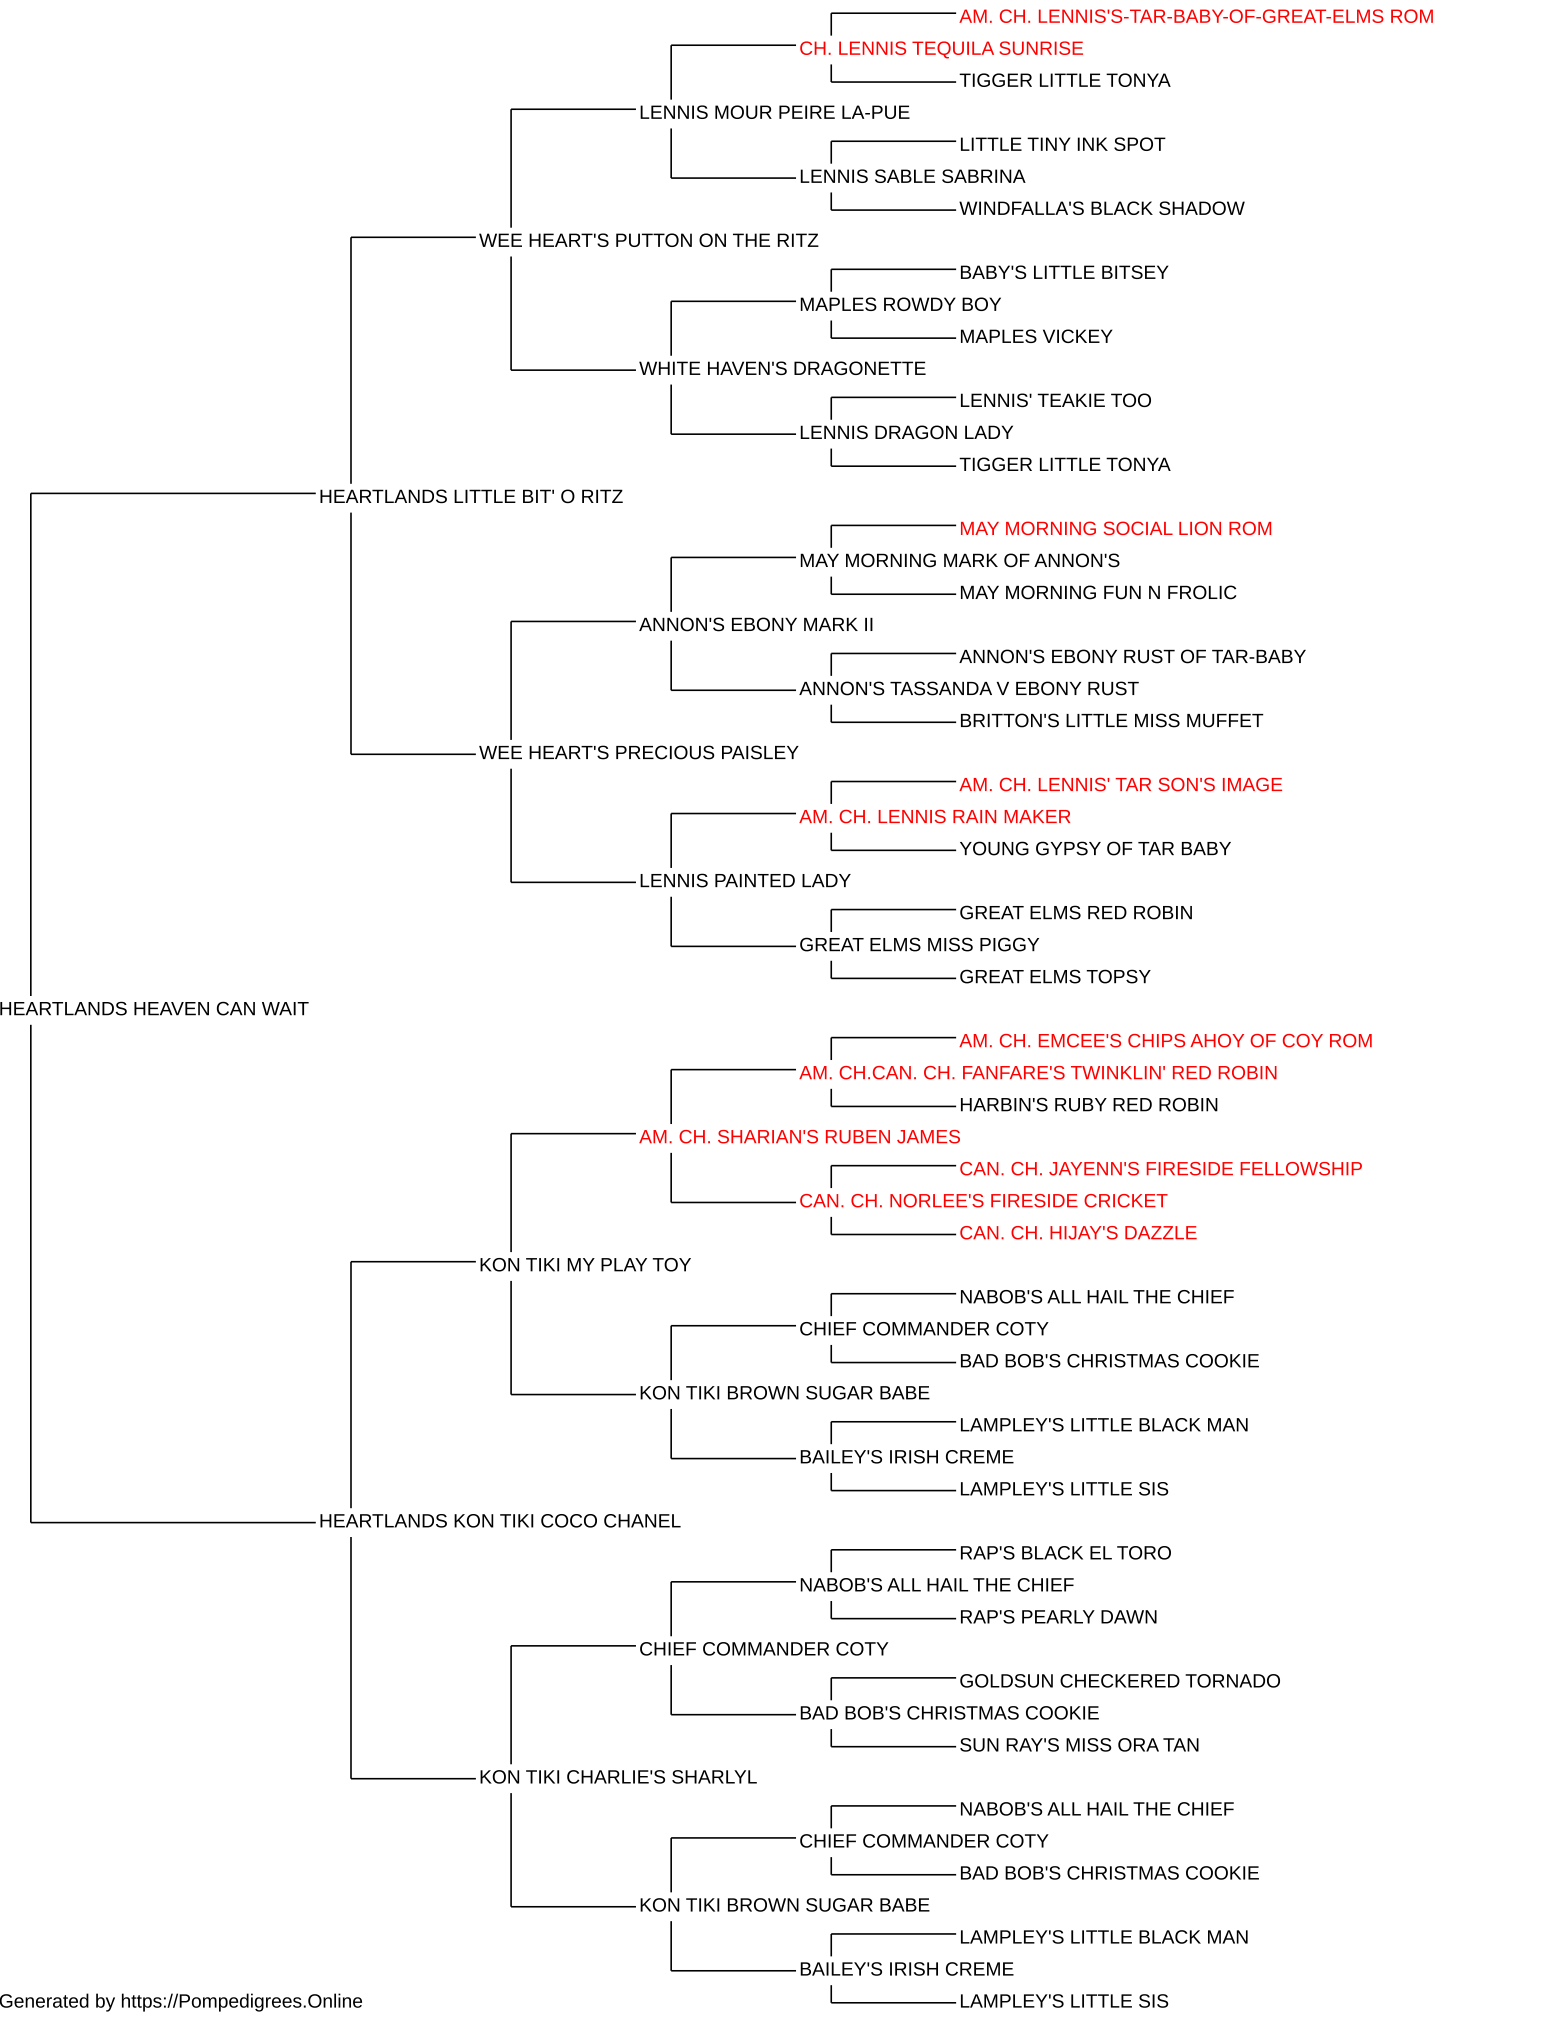 AM. CH. LENNIS'S-TAR-BABY-OF-GREAT-ELMS ROM
CH. LENNIS TEQUILA SUNRISE
TIGGER LITTLE TONYA
LENNIS MOUR PEIRE LA-PUE
LITTLE TINY INK SPOT
LENNIS SABLE SABRINA
WINDFALLA'S BLACK SHADOW
WEE HEART'S PUTTON ON THE RITZ
BABY'S LITTLE BITSEY
MAPLES ROWDY BOY
MAPLES VICKEY
WHITE HAVEN'S DRAGONETTE
LENNIS' TEAKIE TOO
LENNIS DRAGON LADY
TIGGER LITTLE TONYA
HEARTLANDS LITTLE BIT' O RITZ
MAY MORNING SOCIAL LION ROM
MAY MORNING MARK OF ANNON'S
MAY MORNING FUN N FROLIC
ANNON'S EBONY MARK II
ANNON'S EBONY RUST OF TAR-BABY
ANNON'S TASSANDA V EBONY RUST
BRITTON'S LITTLE MISS MUFFET
WEE HEART'S PRECIOUS PAISLEY
AM. CH. LENNIS' TAR SON'S IMAGE
AM. CH. LENNIS RAIN MAKER
YOUNG GYPSY OF TAR BABY
LENNIS PAINTED LADY
GREAT ELMS RED ROBIN
GREAT ELMS MISS PIGGY
GREAT ELMS TOPSY
HEARTLANDS HEAVEN CAN WAIT
AM. CH. EMCEE'S CHIPS AHOY OF COY ROM
AM. CH.CAN. CH. FANFARE'S TWINKLIN' RED ROBIN
HARBIN'S RUBY RED ROBIN
AM. CH. SHARIAN'S RUBEN JAMES
CAN. CH. JAYENN'S FIRESIDE FELLOWSHIP
CAN. CH. NORLEE'S FIRESIDE CRICKET
CAN. CH. HIJAY'S DAZZLE
KON TIKI MY PLAY TOY
NABOB'S ALL HAIL THE CHIEF
CHIEF COMMANDER COTY
BAD BOB'S CHRISTMAS COOKIE
KON TIKI BROWN SUGAR BABE
LAMPLEY'S LITTLE BLACK MAN
BAILEY'S IRISH CREME
LAMPLEY'S LITTLE SIS
HEARTLANDS KON TIKI COCO CHANEL
RAP'S BLACK EL TORO
NABOB'S ALL HAIL THE CHIEF
RAP'S PEARLY DAWN
CHIEF COMMANDER COTY
GOLDSUN CHECKERED TORNADO
BAD BOB'S CHRISTMAS COOKIE
SUN RAY'S MISS ORA TAN
KON TIKI CHARLIE'S SHARLYL
NABOB'S ALL HAIL THE CHIEF
CHIEF COMMANDER COTY
BAD BOB'S CHRISTMAS COOKIE
KON TIKI BROWN SUGAR BABE
LAMPLEY'S LITTLE BLACK MAN
BAILEY'S IRISH CREME
LAMPLEY'S LITTLE SIS
Generated by https://Pompedigrees.Online